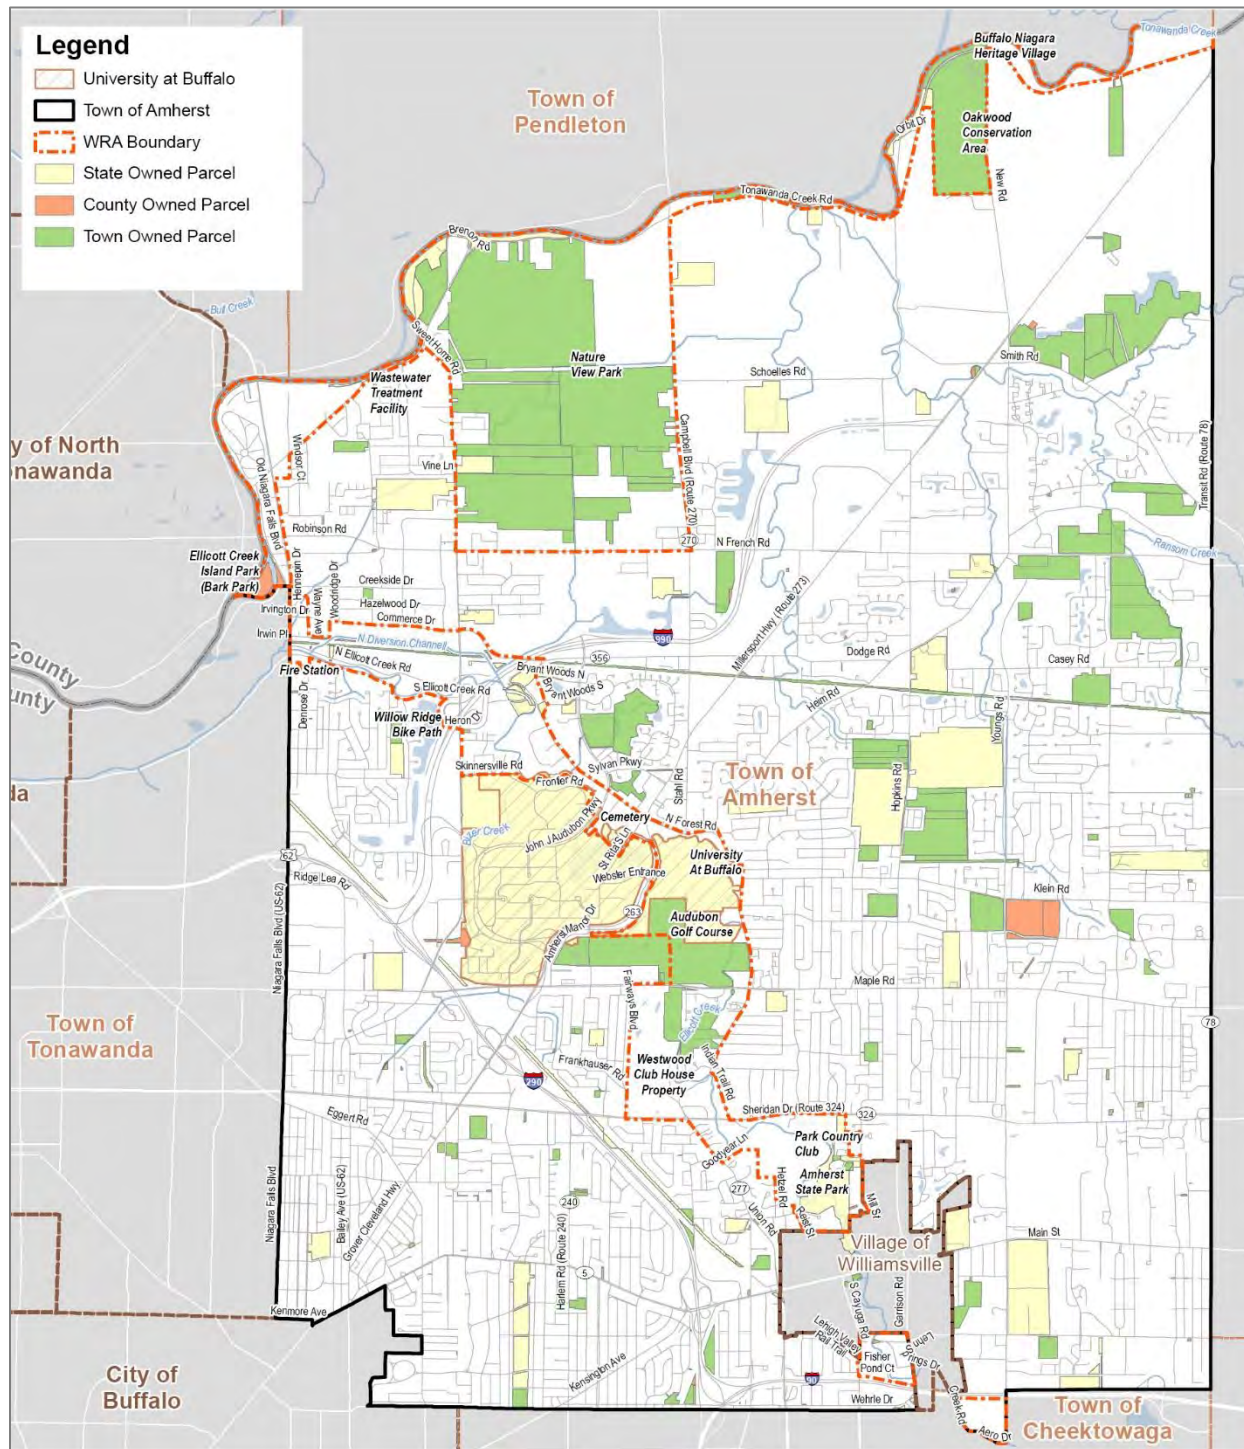 Legend
University at Buffalo
Town of Amherst
WRA Boundary
State Owned Parcel
County Owned Parcel
Town Owned Parcel
Buffalo Niagara
Heritage Village
Tonawanda Creek
Town of
Pendleton
Orbit Dr
Oakwood
Conservation
Area
New Rd
Tonawanda Creek Rd
Brenon Rd
Bull Creek
Sweet Home Rd
Nature
View Park
Smith Rd
Schoelles Rd
Wastewater
Treatment
Facility
Campbell Blvd (Route 270)
Transit Rd (Route 78)
y of North
onawanda
Windsor Ct
Old Niagara Falls Blvd
Vine Ln
Robinson Rd
270
N French Rd
Ransom Creek
Ellicott Creek
Island Park
(Bark Park)
Hennepin Dr
Wayne Ave
Woodridge Dr
Creekside Dr
Hazelwood Dr
Commerce Dr
Irvington Dr
Irwin Pl
N Diversion Channell
990
Millersport Hwy (Route 273)
356
Dodge Rd
Casey Rd
County
ounty
N Ellicott Creek Rd
Fire Station
S Ellicott Creek Rd
Bryant Woods N
Bryant Woods S
Denrose Dr
Willow Ridge
Bike Path
Heron Dr
Heim Rd
Youngs Rd
Skinnersville Rd
Sylvan Pkwy
Frontier Rd
Stahl Rd
Town of
Amherst
Hopkins Rd
da
Bizer Creek
John J Audubon Pkwy
Cemetery
N Forest Rd
St Rita'S Ln
University
At Buffalo
62
Ridge Lea Rd
Webster Entrance
Klein Rd
263
Audubon
Golf Course
Amherst Manor Dr
Niagara Falls Blvd (US-62)
Fairways Blvd
Maple Rd
Town of
Tonawanda
Ellicott Creek
78
Frankhauser Rd
Westwood
Club House
Property
Indian Trail Rd
290
Eggert Rd
Sheridan Dr (Route 324)
324
Goodyear Ln
Park Country
Club
Amherst
State Park
Niagara Falls Blvd
Bailey Ave (US-62)
Grover Cleveland Hwy
277
Hetzel Rd
Union Rd
Rest St
Mill St
240
Harlem Rd (Route 240)
Main St
Village of
Williamsville
5
Kenmore Ave
S Cayuga Rd
Garrison Rd
Lehigh Valley
Rail Trail
Fisher
Pond Ct
City of
Buffalo
Kensington Ave
90
Wehrle Dr
Creek Rd
Aero Dr
Town of
Cheektowaga